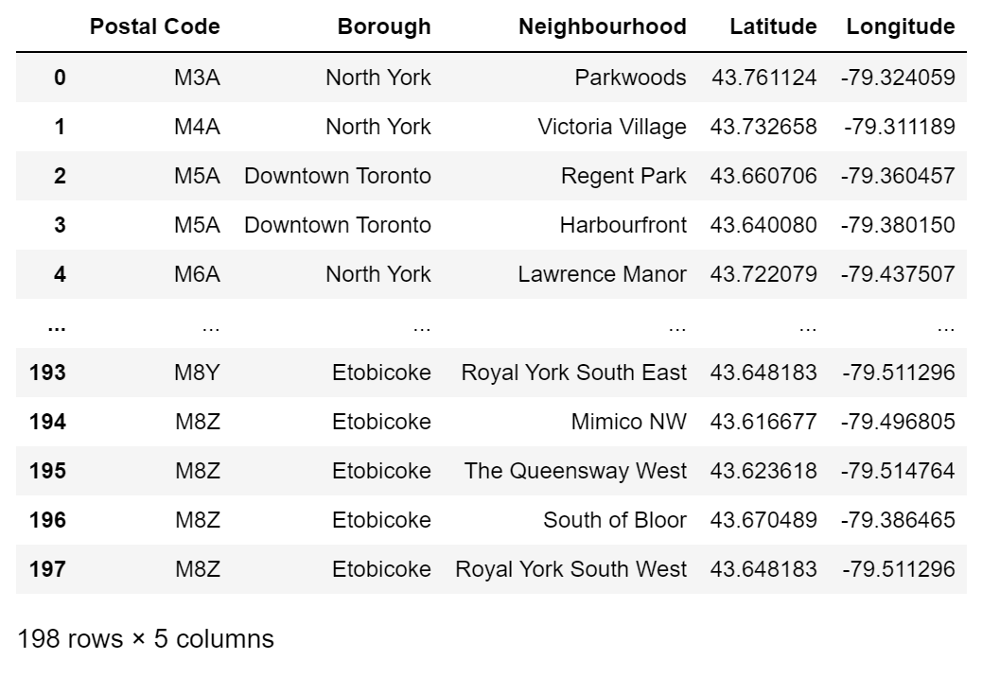 Postal Code Borough Neighbourhood Latitude Longitude
0 M3A North York Parkwoods 43.761124 -79.324059
1 M4A North York Victoria Village 43.732658 -79.311189
2 M5A Downtown Toronto Regent Park 43.660706 -79.360457
3 M5A Downtown Toronto Harbourfront 43.640080 -79.380150
4 M6A North York Lawrence Manor 43.722079 -79.437507
... ... ... ... ... ...
193 M8Y Etobicoke Royal York South East 43.648183 -79.511296
194 M8Z Etobicoke Mimico NW 43.616677 -79.496805
195 M8Z Etobicoke The Queensway West 43.623618 -79.514764
196 M8Z Etobicoke South of Bloor 43.670489 -79.386465
197 M8Z Etobicoke Royal York South West 43.648183 -79.511296
198 rows × 5 columns